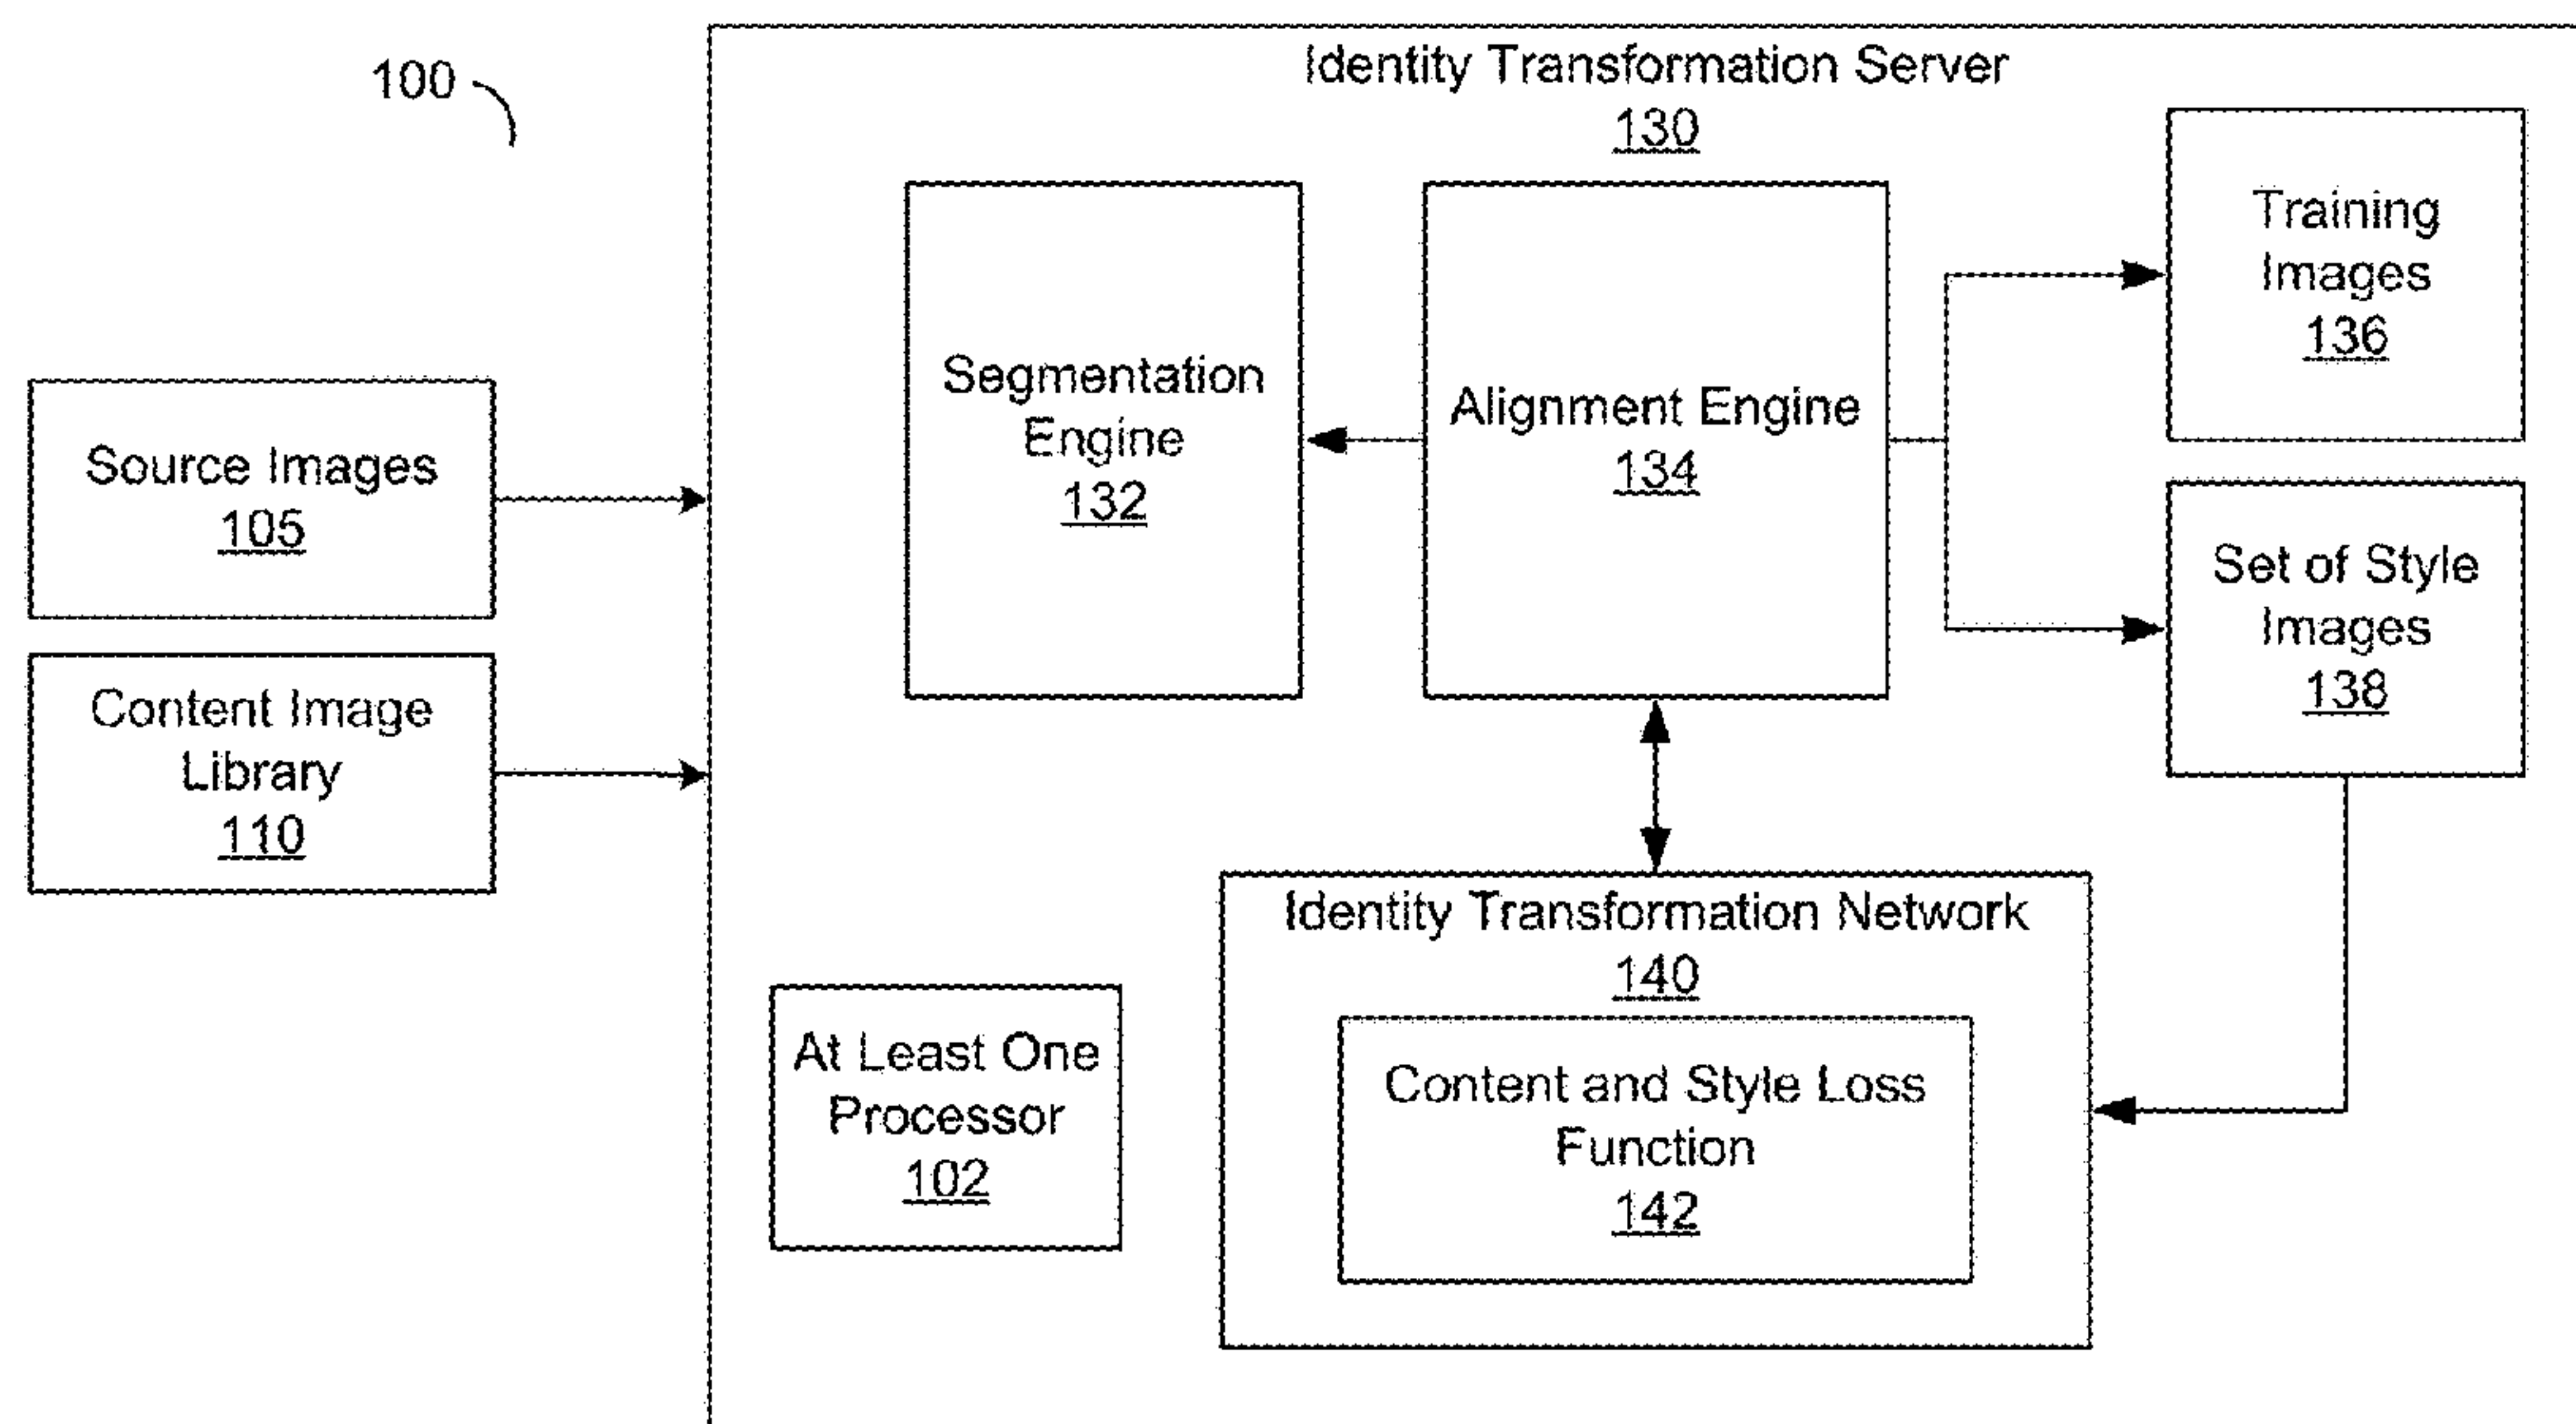 100
Identity Transformation Server
130
Source Images
105
Content Image
Library
110
Segmentation
Engine
132
Alignment Engine
134
Training
Images
136
Set of Style
Images
138
Identity Transformation Network
140
Content and Style Loss
Function
142
At Least One
Processor
102